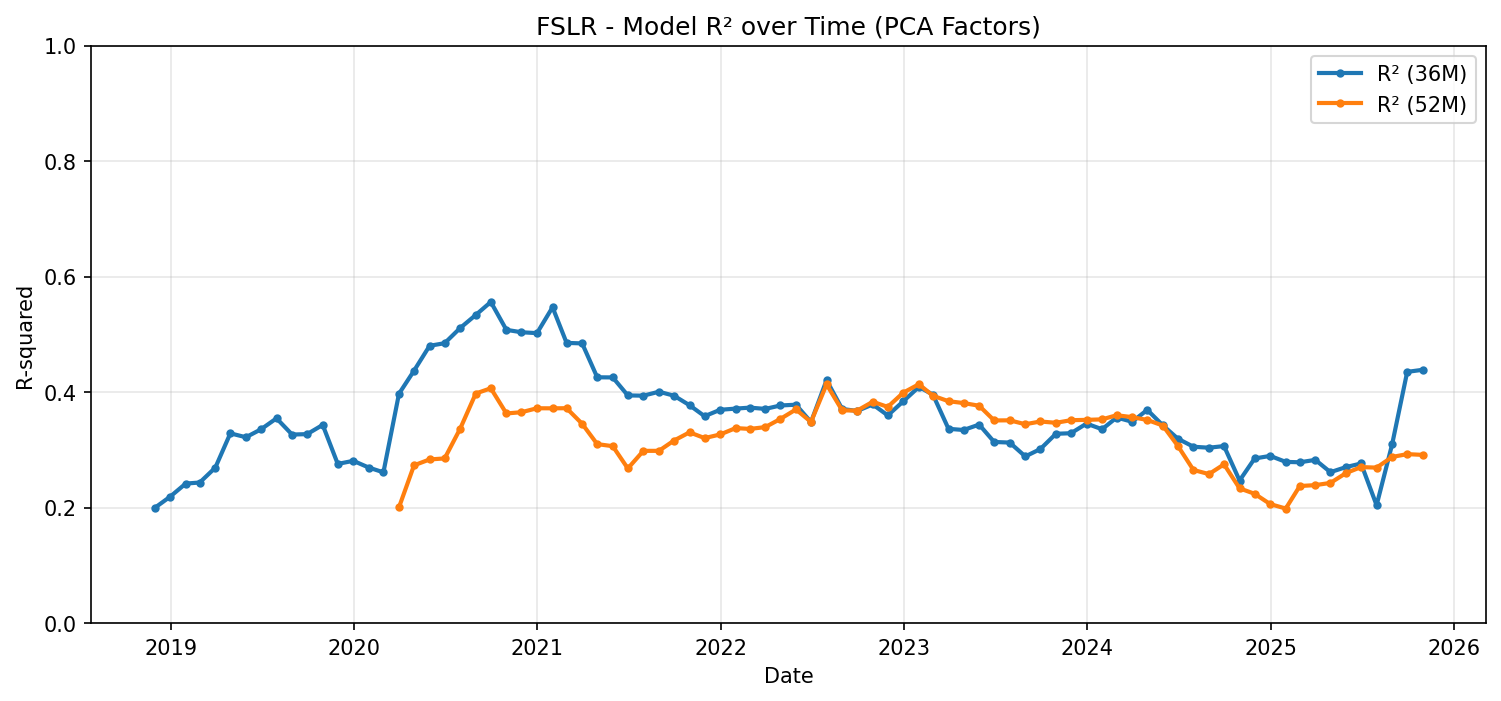 FSLR - Model R² over Time (PCA Factors)
R² (36M)
R² (52M)
R-squared
1.0
0.8
0.6
0.4
0.2
0.0
2019 2020 2021 2022 2023 2024 2025 2026
Date